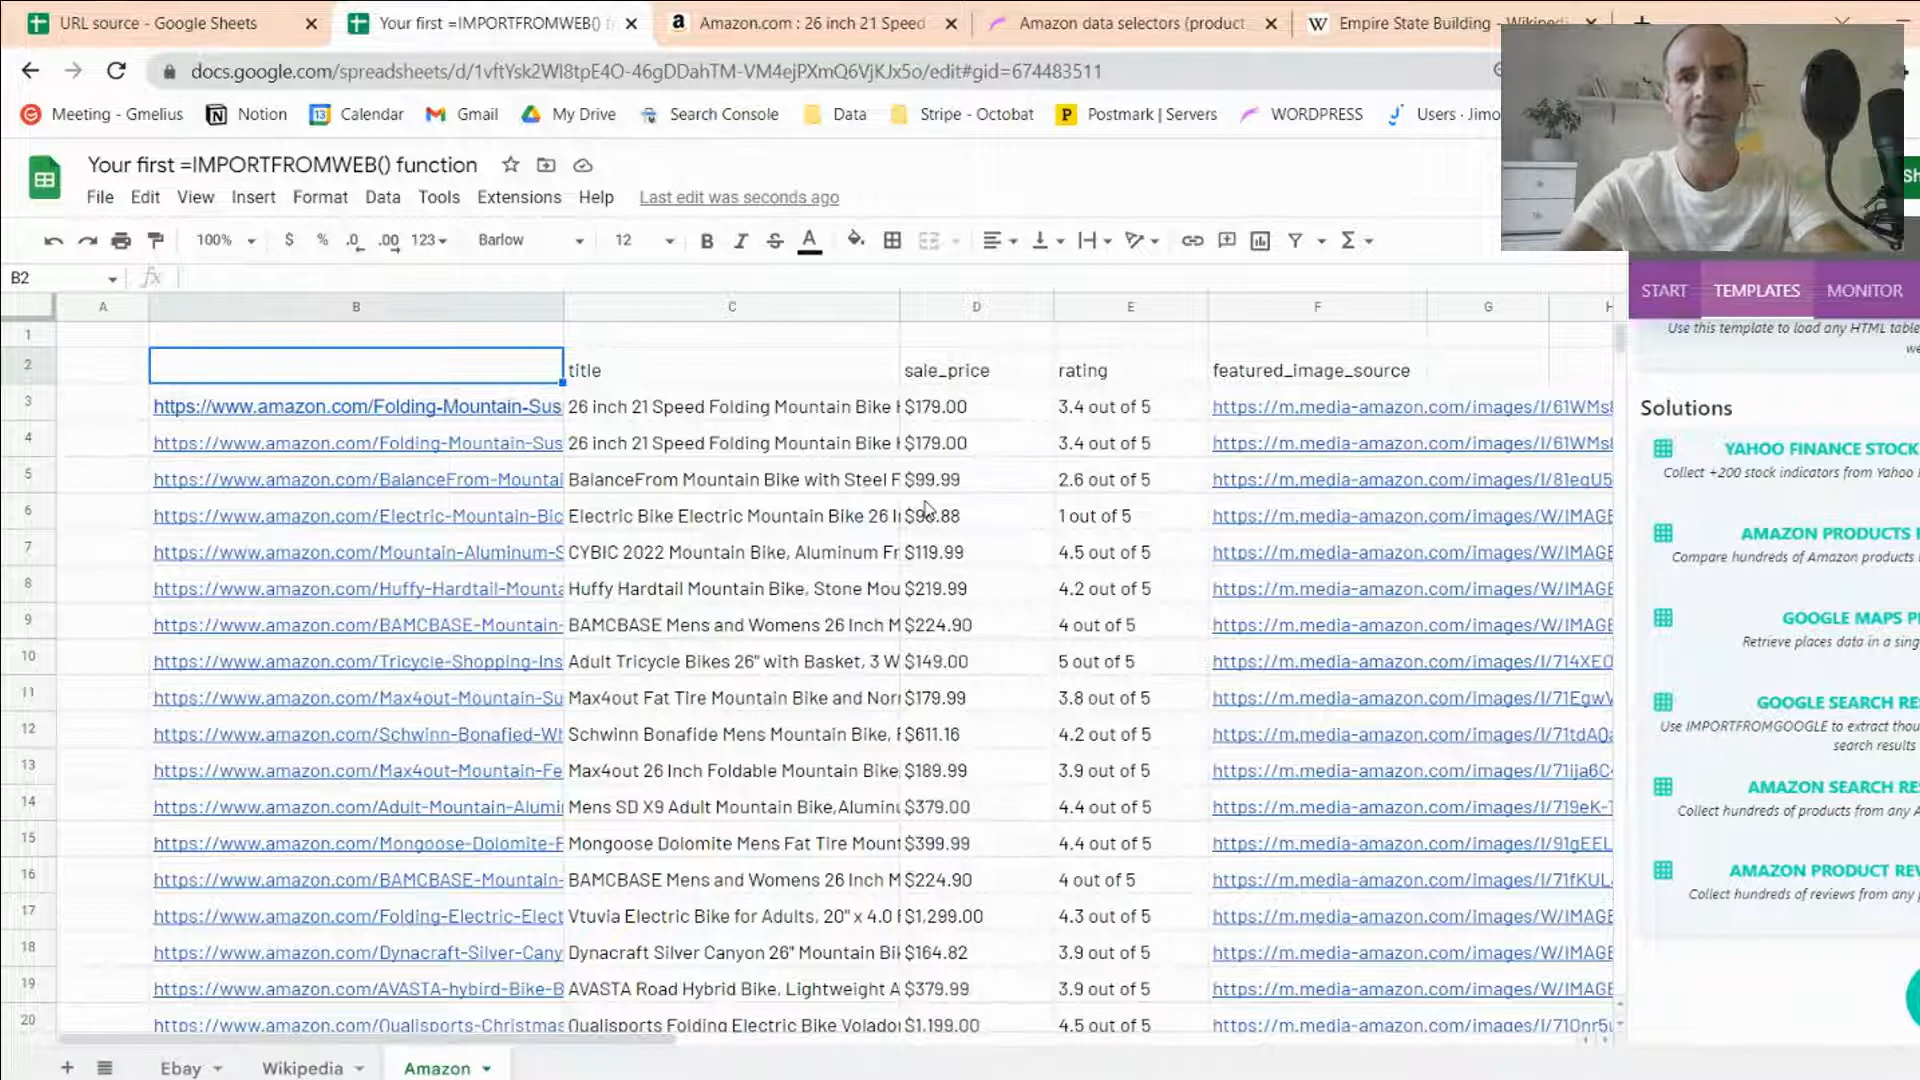 URL source - Google Sheets
Your first =IMPORTFROMWEB() f
Amazon.com : 26 inch 21 Speed
Amazon data selectors (product
Empire State Building - Wikipedi
docs.google.com/spreadsheets/d/1vftYsk2Wl8tpE4O-46gDDahTM-VM4ejPXmQ6VjKJx5o/edit#gid=674483511
Meeting - Gmelius
Notion
Calendar
Gmail
My Drive
Search Console
Data
Stripe - Octobat
Postmark | Servers
WORDPRESS
Users · Jimo
Your first =IMPORTFROMWEB() function
Sh
File Edit View Insert Format Data Tools Extensions Help Last edit was seconds ago
100% $ % .0 .00 123 Barlow 12 B I S A
B2 fx
START TEMPLATES MONITOR
A B C D E F G H
1
2 title sale_price rating featured_image_source
3 https://www.amazon.com/Folding-Mountain-Sus 26 inch 21 Speed Folding Mountain Bike $179.00 3.4 out of 5 https://m.media-amazon.com/images/I/61WMs
4 https://www.amazon.com/Folding-Mountain-Sus 26 inch 21 Speed Folding Mountain Bike $179.00 3.4 out of 5 https://m.media-amazon.com/images/I/61WMs
5 https://www.amazon.com/BalanceFrom-Mountai BalanceFrom Mountain Bike with Steel F $99.99 2.6 out of 5 https://m.media-amazon.com/images/I/81egU5
6 https://www.amazon.com/Electric-Mountain-Bic Electric Bike Electric Mountain Bike 26 I 1 out of 5 https://m.media-amazon.com/images/W/IMAGE
7 https://www.amazon.com/Mountain-Aluminum-S CYBIC 2022 Mountain Bike, Aluminum Fr $119.99 4.5 out of 5 https://m.media-amazon.com/images/W/IMAGE
8 https://www.amazon.com/Huffy-Hardtail-Mounta Huffy Hardtail Mountain Bike, Stone Mou $219.99 4.2 out of 5 https://m.media-amazon.com/images/W/IMAGE
9 https://www.amazon.com/BAMCBASE-Mountain- BAMCBASE Mens and Womens 26 Inch M $224.90 4 out of 5 https://m.media-amazon.com/images/W/IMAGE
10 https://www.amazon.com/Tricycle-Shopping-Ins Adult Tricycle Bikes 26" with Basket, 3 W $149.00 5 out of 5 https://m.media-amazon.com/images/I/714XEO
11 https://www.amazon.com/Max4out-Mountain-Su Max4out Fat Tire Mountain Bike and Nor $179.99 3.8 out of 5 https://m.media-amazon.com/images/I/71EgwV
12 https://www.amazon.com/Schwinn-Bonafied-Wh Schwinn Bonafide Mens Mountain Bike, F $611.16 4.2 out of 5 https://m.media-amazon.com/images/I/71tdA0
13 https://www.amazon.com/Max4out-Mountain-Fe Max4out 26 Inch Foldable Mountain Bike, $189.99 3.9 out of 5 https://m.media-amazon.com/images/I/71ija6C
14 https://www.amazon.com/Adult-Mountain-Alumi Mens SD X9 Adult Mountain Bike,Alumin $379.00 4.4 out of 5 https://m.media-amazon.com/images/I/719eK-
15 https://www.amazon.com/Mongoose-Dolomite-F Mongoose Dolomite Mens Fat Tire Mount $399.99 4.4 out of 5 https://m.media-amazon.com/images/I/91gEEL
16 https://www.amazon.com/BAMCBASE-Mountain- BAMCBASE Mens and Womens 26 Inch M $224.90 4 out of 5 https://m.media-amazon.com/images/I/71fKUL
17 https://www.amazon.com/Folding-Electric-Elect Vtuvia Electric Bike for Adults, 20" x 4.0 $1,299.00 4.3 out of 5 https://m.media-amazon.com/images/W/IMAGE
18 https://www.amazon.com/Dynacraft-Silver-Cany Dynacraft Silver Canyon 26" Mountain Bi $164.82 3.9 out of 5 https://m.media-amazon.com/images/W/IMAGE
19 https://www.amazon.com/AVASTA-hybird-Bike-B AVASTA Road Hybrid Bike, Lightweight A $379.99 3.9 out of 5 https://m.media-amazon.com/images/W/IMAGE
20 https://www.amazon.com/Qualisports-Christmas Qualisports Folding Electric Bike Volado $1,199.00 4.5 out of 5 https://m.media-amazon.com/images/I/710nr5
Use this template to load any HTML table
we
Solutions
YAHOO FINANCE STOCK
Collect +200 stock indicators from Yahoo
AMAZON PRODUCTS
Compare hundreds of Amazon products
GOOGLE MAPS PL
Retrieve places data in a sing
GOOGLE SEARCH RE
Use IMPORTFROMGOOGLE to extract thou
search results
AMAZON SEARCH RE
Collect hundreds of products from any A
AMAZON PRODUCT REV
Collect hundreds of reviews from any
+ Ebay Wikipedia Amazon